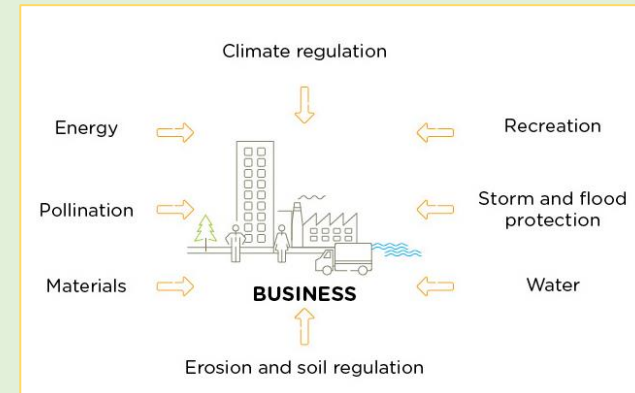 Climate regulation
Energy
Recreation
Pollination
Storm and flood
protection
Materials
Water
BUSINESS
Erosion and soil regulation